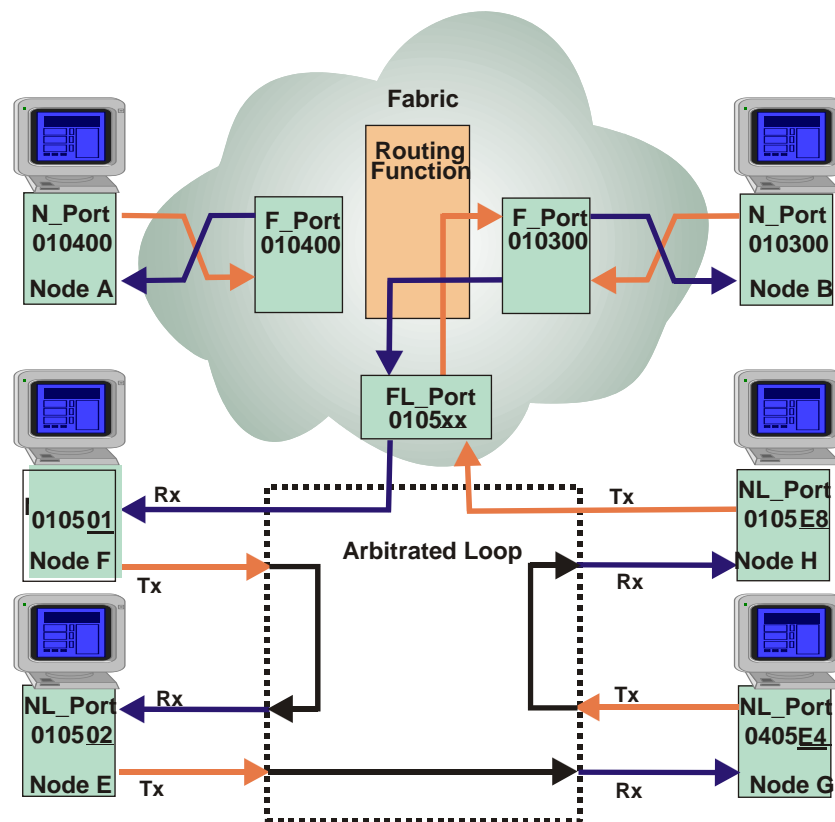 Fabric
Routing
Function
N_Port
010400
Node A
F_Port
010400
F_Port
010300
N_Port
010300
Node B
FL_Port
0105xx
010501
Node F
Rx
Tx
Arbitrated Loop
Tx
Rx
NL_Port
0105E8
Node H
NL_Port
010502
Node E
Rx
Tx
Tx
Rx
NL_Port
0405E4
Node G